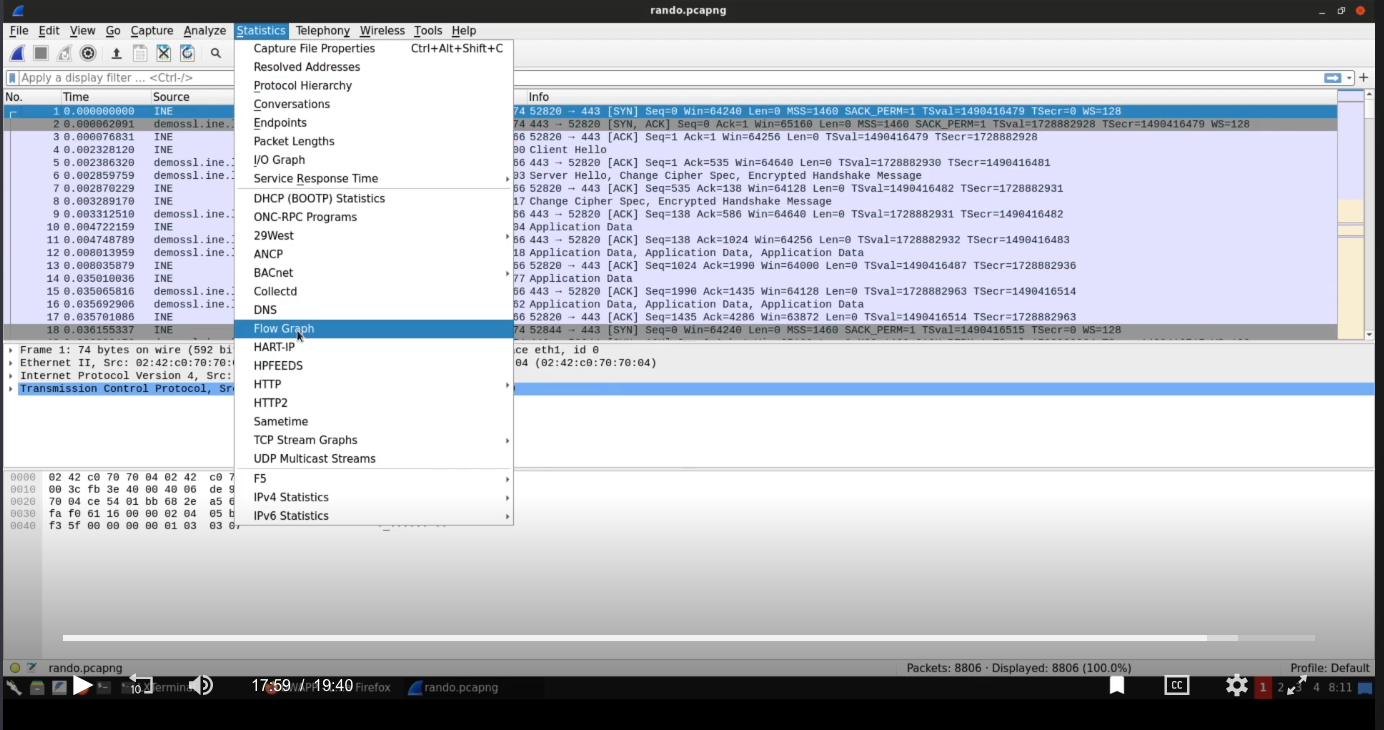 rando.pcapng
File Edit View Go Capture Analyze Statistics Telephony Wireless Tools Help
Apply a display filter ... <Ctrl-/>
Capture File Properties Ctrl+Alt+Shift+C
Resolved Addresses
Protocol Hierarchy
Conversations
Endpoints
Packet Lengths
I/O Graph
Service Response Time
DHCP (BOOTP) Statistics
ONC-RPC Programs
29West
ANCP
BACnet
Collectd
DNS
Flow Graph
HART-IP
HPFEEDS
HTTP
HTTP2
Sametime
TCP Stream Graphs
UDP Multicast Streams
F5
IPv4 Statistics
IPv6 Statistics
No. Time Source Info
1 0.000000000 INE 74 52820 → 443 [SYN] Seq=0 Win=64240 Len=0 MSS=1460 SACK_PERM=1 TSval=1490416479 TSecr=0 WS=128
2 0.000062091 demossl.ine. 74 443 → 52820 [SYN, ACK] Seq=0 Ack=1 Win=65160 Len=0 MSS=1460 SACK_PERM=1 TSval=1728882928 TSecr=1490416479 WS=128
3 0.000076831 INE 66 52820 → 443 [ACK] Seq=1 Ack=1 Win=64256 Len=0 TSval=1490416479 TSecr=1728882928
4 0.002328120 INE 00 Client Hello
5 0.002386320 demossl.ine. 66 443 → 52820 [ACK] Seq=1 Ack=535 Win=64640 Len=0 TSval=1728882930 TSecr=1490416481
6 0.002859759 demossl.ine. 03 Server Hello, Change Cipher Spec, Encrypted Handshake Message
7 0.002870229 INE 66 52820 → 443 [ACK] Seq=535 Ack=138 Win=64128 Len=0 TSval=1490416482 TSecr=1728882931
8 0.003289170 INE 17 Change Cipher Spec, Encrypted Handshake Message
9 0.003312510 demossl.ine. 66 443 → 52820 [ACK] Seq=138 Ack=586 Win=64640 Len=0 TSval=1728882931 TSecr=1490416482
10 0.004722159 INE 04 Application Data
11 0.004748789 demossl.ine. 66 443 → 52820 [ACK] Seq=138 Ack=1024 Win=64256 Len=0 TSval=1728882932 TSecr=1490416483
12 0.008013959 demossl.ine. 18 Application Data, Application Data, Application Data
13 0.008035879 INE 66 52820 → 443 [ACK] Seq=1024 Ack=1990 Win=64000 Len=0 TSval=1490416487 TSecr=1728882936
14 0.035010036 INE 77 Application Data
15 0.035065816 demossl.ine. 66 443 → 52820 [ACK] Seq=1990 Ack=1435 Win=64128 Len=0 TSval=1728882963 TSecr=1490416514
16 0.035692906 demossl.ine. 62 Application Data, Application Data, Application Data
17 0.035701086 INE 66 52820 → 443 [ACK] Seq=1435 Ack=4286 Win=63872 Len=0 TSval=1490416514 TSecr=1728882963
18 0.036155337 INE 74 52844 → 443 [SYN] Seq=0 Win=64240 Len=0 MSS=1460 SACK_PERM=1 TSval=1490416515 TSecr=0 WS=128
Frame 1: 74 bytes on wire (592 bi ce eth1, id 0
Ethernet II, Src: 02:42:c0:70:70: 04 (02:42:c0:70:70:04)
Internet Protocol Version 4, Src:
Transmission Control Protocol, Sr
0000 02 42 c0 70 70 04 02 42 c0 7
0010 00 3c fb 3e 40 00 40 06 de 9
0020 70 04 ce 54 01 bb 68 2e a5 6
0030 fa f0 61 16 00 00 02 04 05 b
0040 f3 5f 00 00 00 00 01 03 03 07
rando.pcapng Packets: 8806 · Displayed: 8806 (100.0%) Profile: Default
10 17:59 / 19:40 Firefox rando.pcapng CC 1 2 3 4 8:11